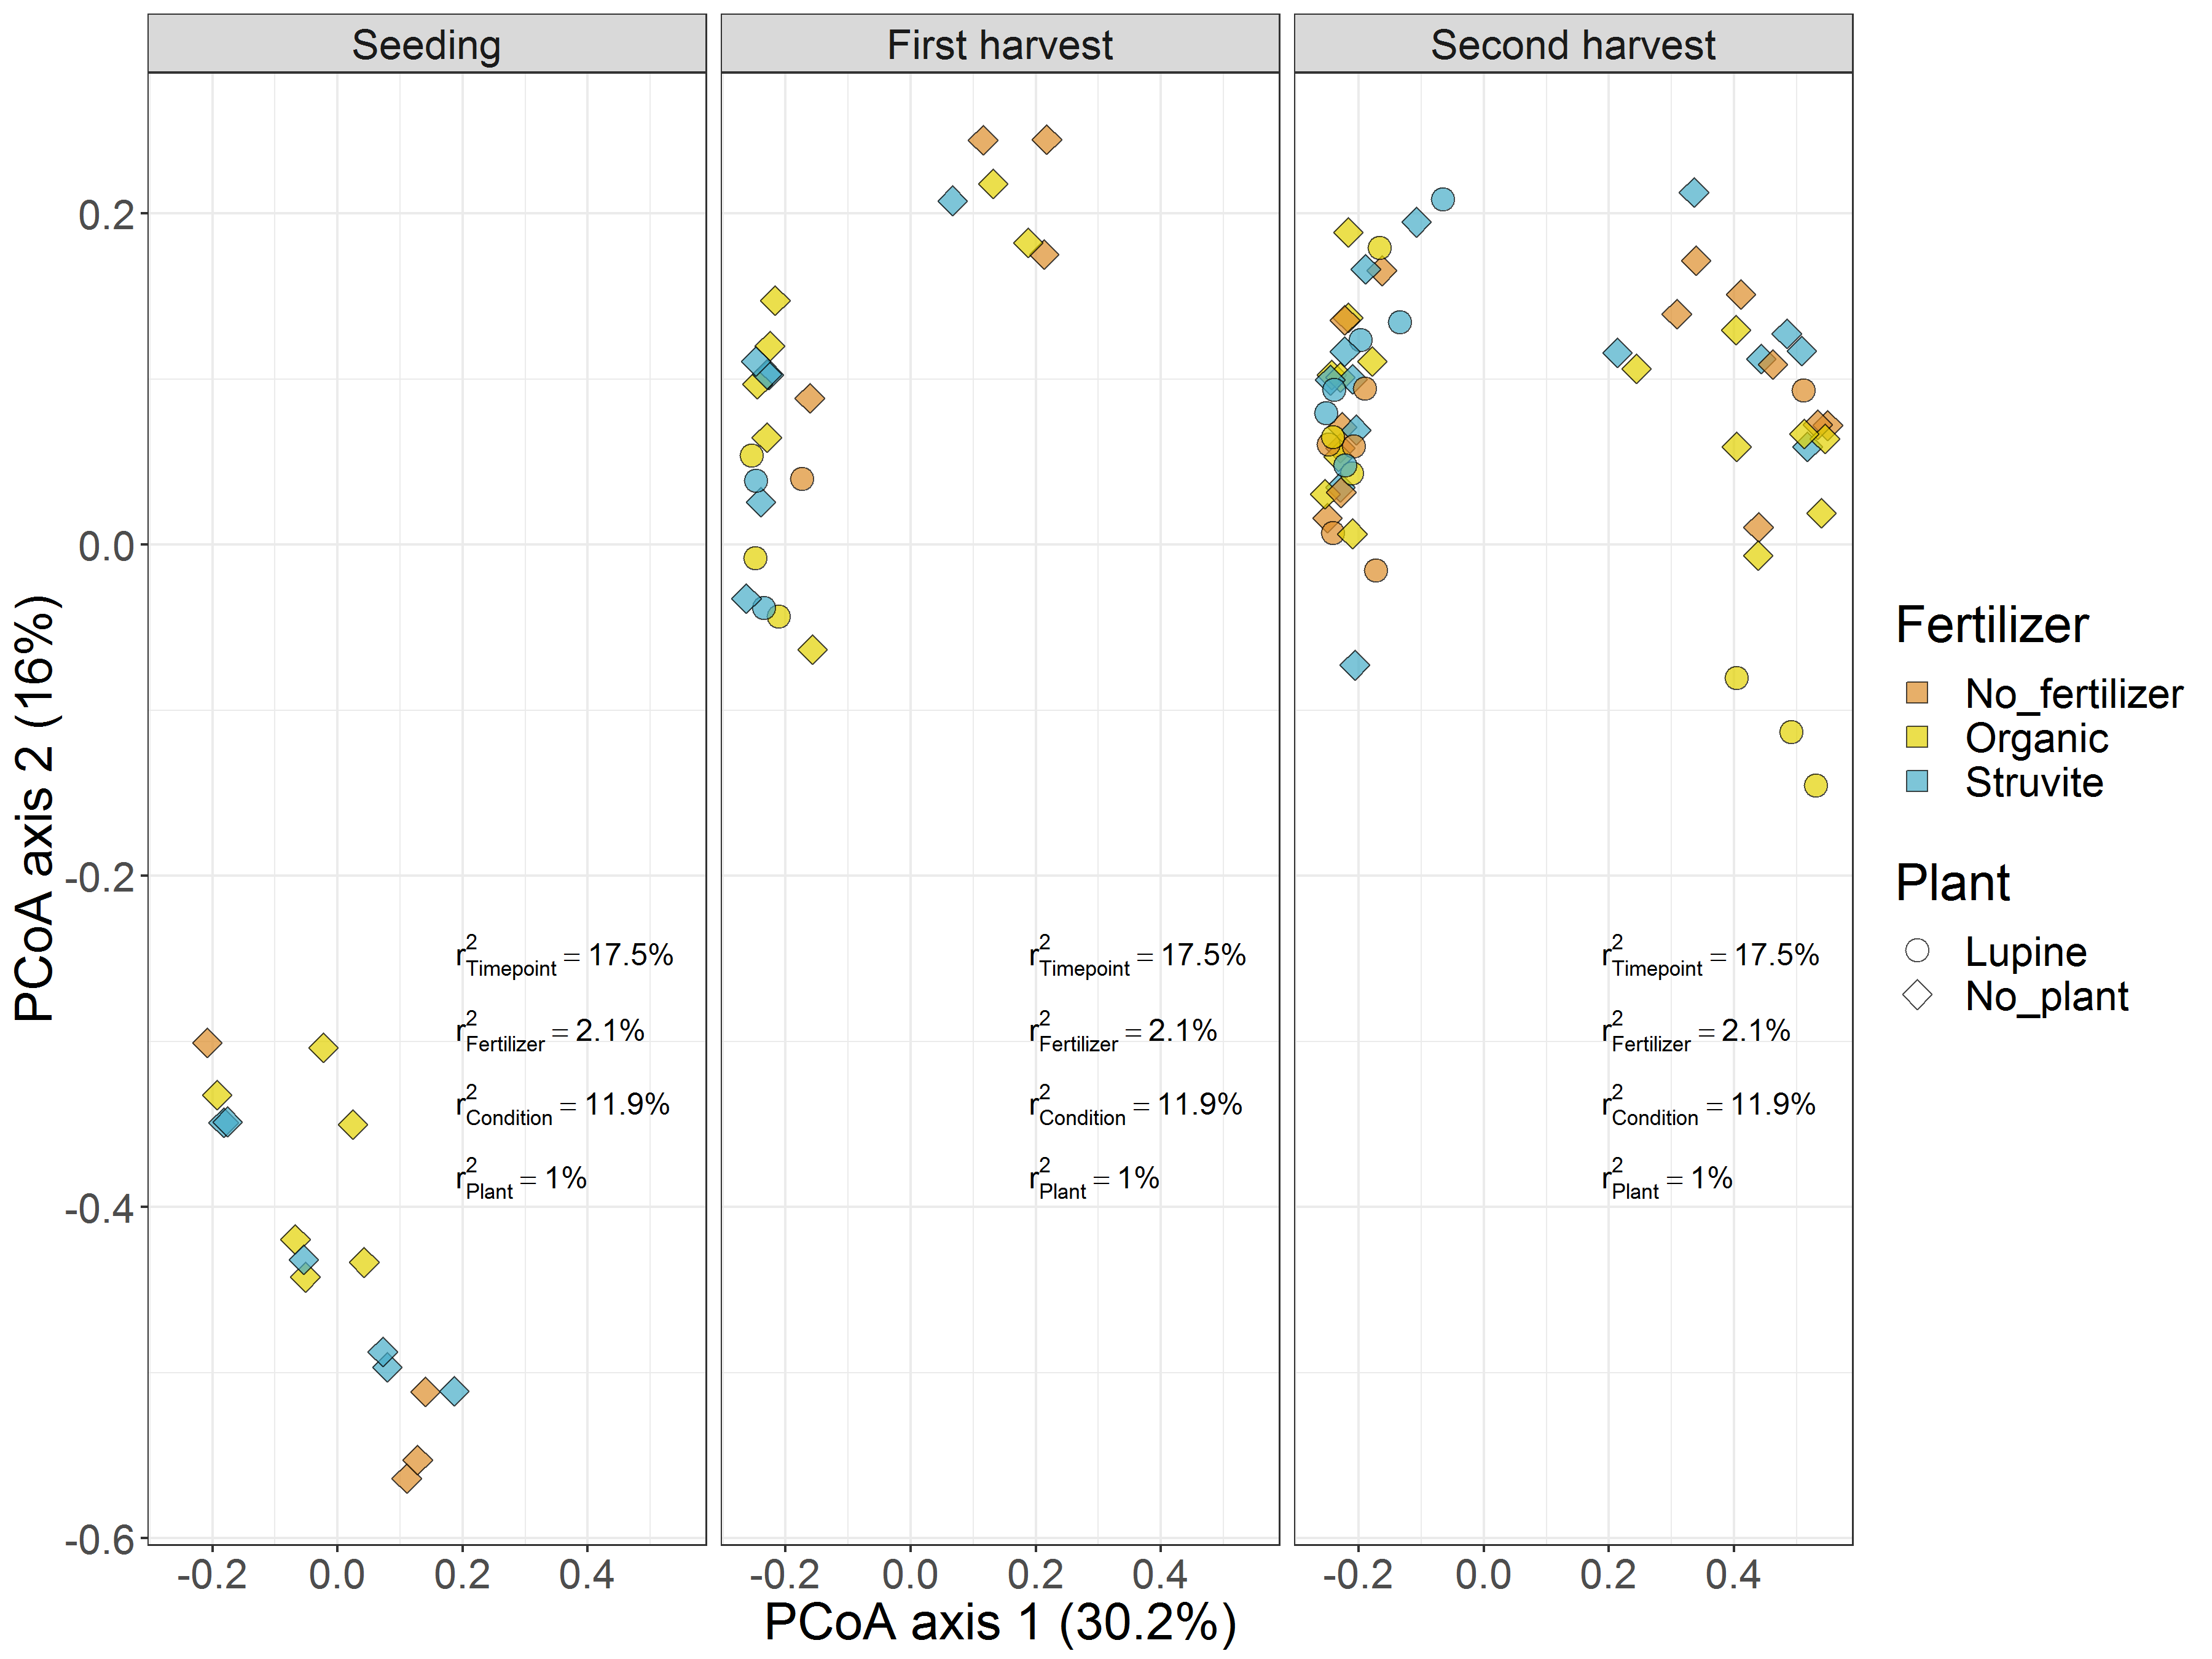 Seeding
First harvest
Second harvest
PCoA axis 2 (16%)
0.2
0.0
-0.2
-0.4
-0.6
r2Timepoint = 17.5%
r2Fertilizer = 2.1%
r2Condition = 11.9%
r2Plant = 1%
r2Timepoint = 17.5%
r2Fertilizer = 2.1%
r2Condition = 11.9%
r2Plant = 1%
r2Timepoint = 17.5%
r2Fertilizer = 2.1%
r2Condition = 11.9%
r2Plant = 1%
-0.2 0.0 0.2 0.4
-0.2 0.0 0.2 0.4
-0.2 0.0 0.2 0.4
PCoA axis 1 (30.2%)
Fertilizer
No_fertilizer
Organic
Struvite
Plant
Lupine
No_plant